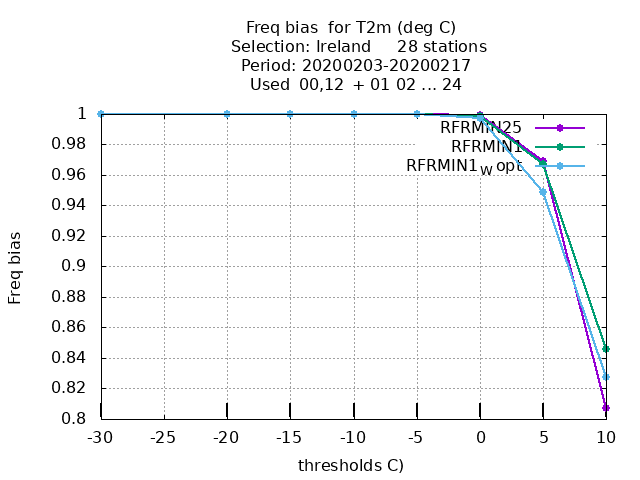 Freq bias  for T2m (deg C)
Selection: Ireland     28 stations
Period: 20200203-20200217
Used  00,12  + 01 02 ... 24
Freq bias
1
0.98
0.96
0.94
0.92
0.9
0.88
0.86
0.84
0.82
0.8
RFRMIN25
RFRMIN1
RFRMIN1W opt
-30 -25 -20 -15 -10 -5 0 5 10
thresholds C)